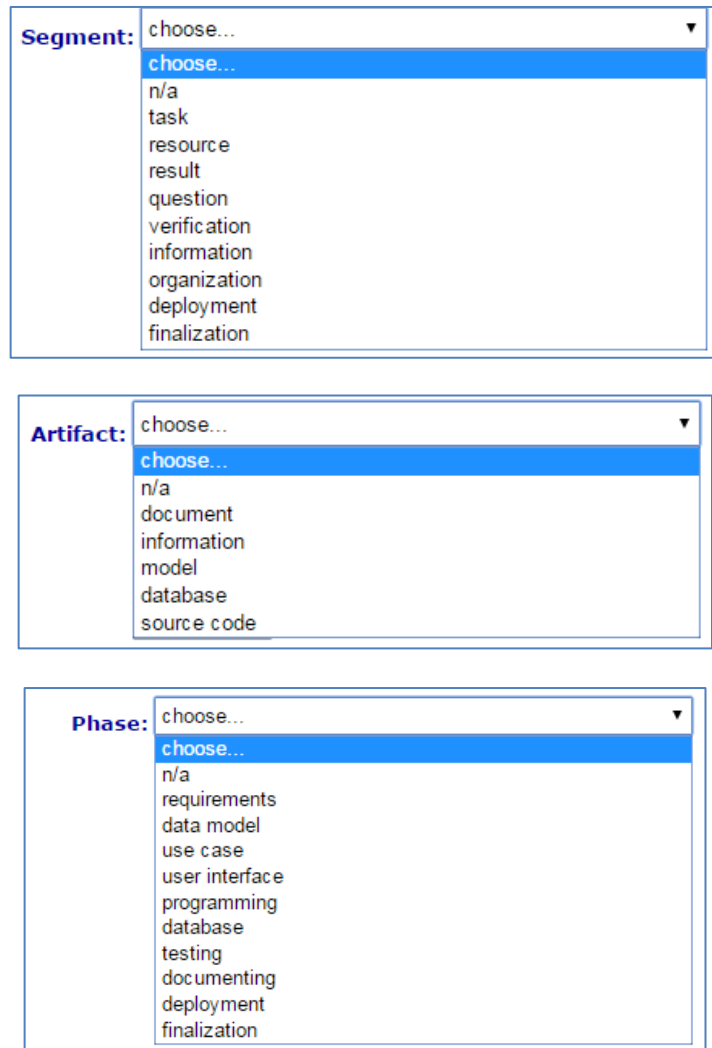 Segment: choose...
choose...
n/a
task
resource
result
question
verification
information
organization
deployment
finalization
Artifact: choose...
choose...
n/a
document
information
model
database
source code
Phase: choose...
choose...
n/a
requirements
data model
use case
user interface
programming
database
testing
documenting
deployment
finalization